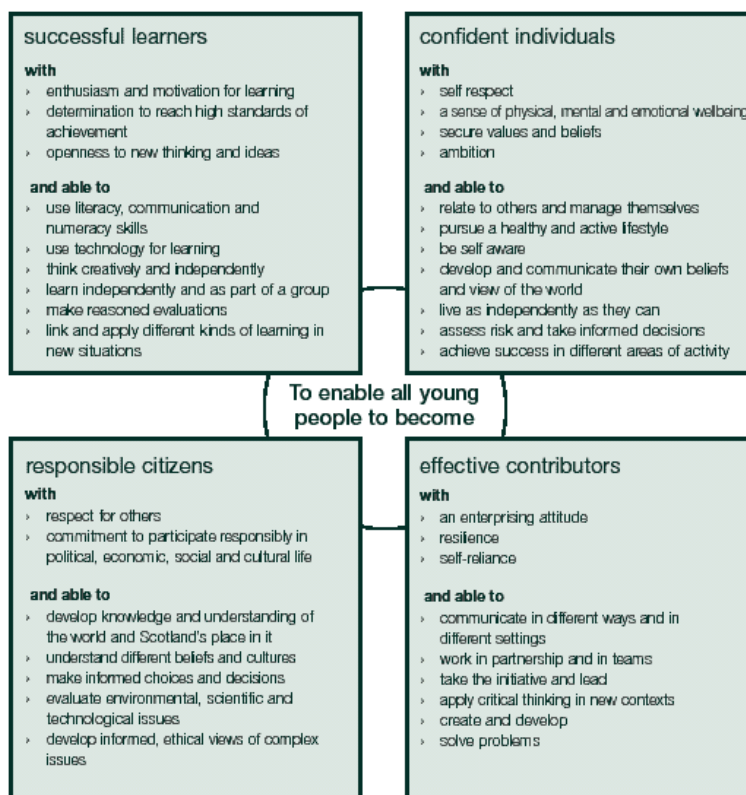 successful learners
with
› enthusiasm and motivation for learning
› determination to reach high standards of
achievement
› openness to new thinking and ideas
and able to
› use literacy, communication and
numeracy skills
› use technology for learning
› think creatively and independently
› learn independently and as part of a group
› make reasoned evaluations
› link and apply different kinds of learning in
new situations
confident individuals
with
› self respect
› a sense of physical, mental and emotional wellbeing
› secure values and beliefs
› ambition
and able to
› relate to others and manage themselves
› pursue a healthy and active lifestyle
› be self aware
› develop and communicate their own beliefs
and view of the world
› live as independently as they can
› assess risk and take informed decisions
› achieve success in different areas of activity
To enable all young
people to become
responsible citizens
with
› respect for others
› commitment to participate responsibly in
political, economic, social and cultural life
and able to
› develop knowledge and understanding of
the world and Scotland's place in it
› understand different beliefs and cultures
› make informed choices and decisions
› evaluate environmental, scientific and
technological issues
› develop informed, ethical views of complex
issues
effective contributors
with
› an enterprising attitude
› resilience
› self-reliance
and able to
› communicate in different ways and in
different settings
› work in partnership and in teams
› take the initiative and lead
› apply critical thinking in new contexts
› create and develop
› solve problems